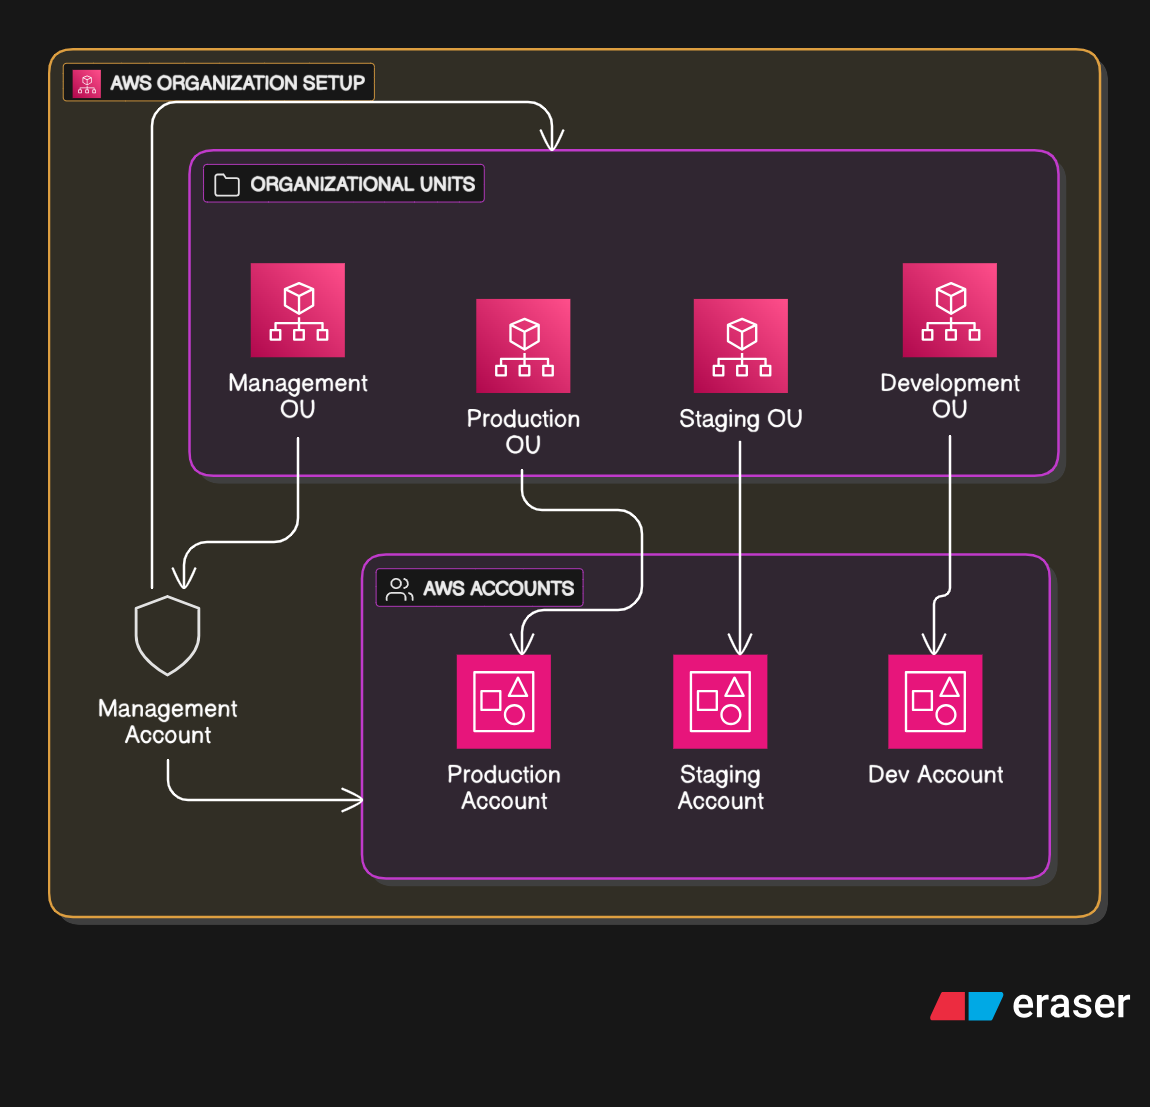 AWS ORGANIZATION SETUP
ORGANIZATIONAL UNITS
Management
OU
Production
OU
Staging OU
Development
OU
AWS ACCOUNTS
Management
Account
Production
Account
Staging
Account
Dev Account
eraser